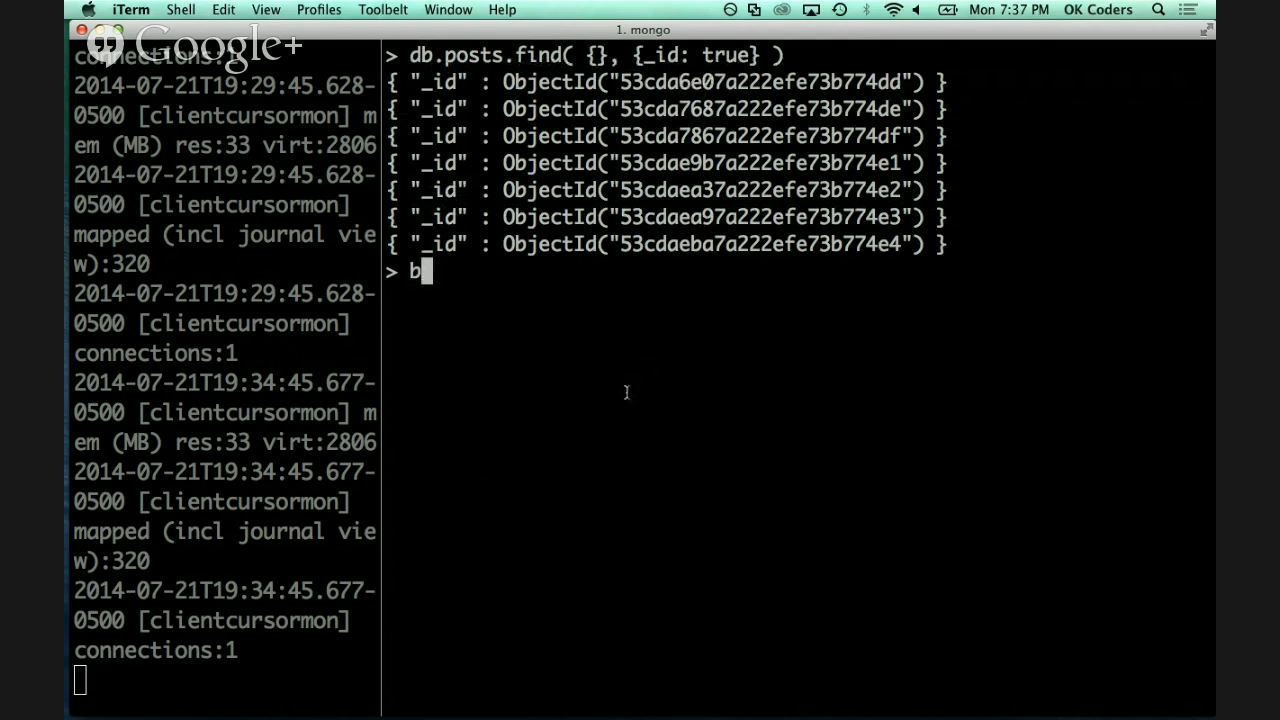 iTerm Shell Edit View Profiles Toolbelt Window Help Mon 7:37 PM OK Coders
1. mongo
Google+
connections:1
2014-07-21T19:29:45.628-
0500 [clientcursormon] m
em (MB) res:33 virt:2806
2014-07-21T19:29:45.628-
0500 [clientcursormon]
mapped (incl journal vie
w):320
2014-07-21T19:29:45.628-
0500 [clientcursormon]
connections:1
2014-07-21T19:34:45.677-
0500 [clientcursormon] m
em (MB) res:33 virt:2806
2014-07-21T19:34:45.677-
0500 [clientcursormon]
mapped (incl journal vie
w):320
2014-07-21T19:34:45.677-
0500 [clientcursormon]
connections:1
> db.posts.find( {}, {_id: true} )
{ "_id" : ObjectId("53cda6e07a222efe73b774dd") }
{ "_id" : ObjectId("53cda7687a222efe73b774de") }
{ "_id" : ObjectId("53cda7867a222efe73b774df") }
{ "_id" : ObjectId("53cdae9b7a222efe73b774e1") }
{ "_id" : ObjectId("53cdaea37a222efe73b774e2") }
{ "_id" : ObjectId("53cdaea97a222efe73b774e3") }
{ "_id" : ObjectId("53cdaeba7a222efe73b774e4") }
> b